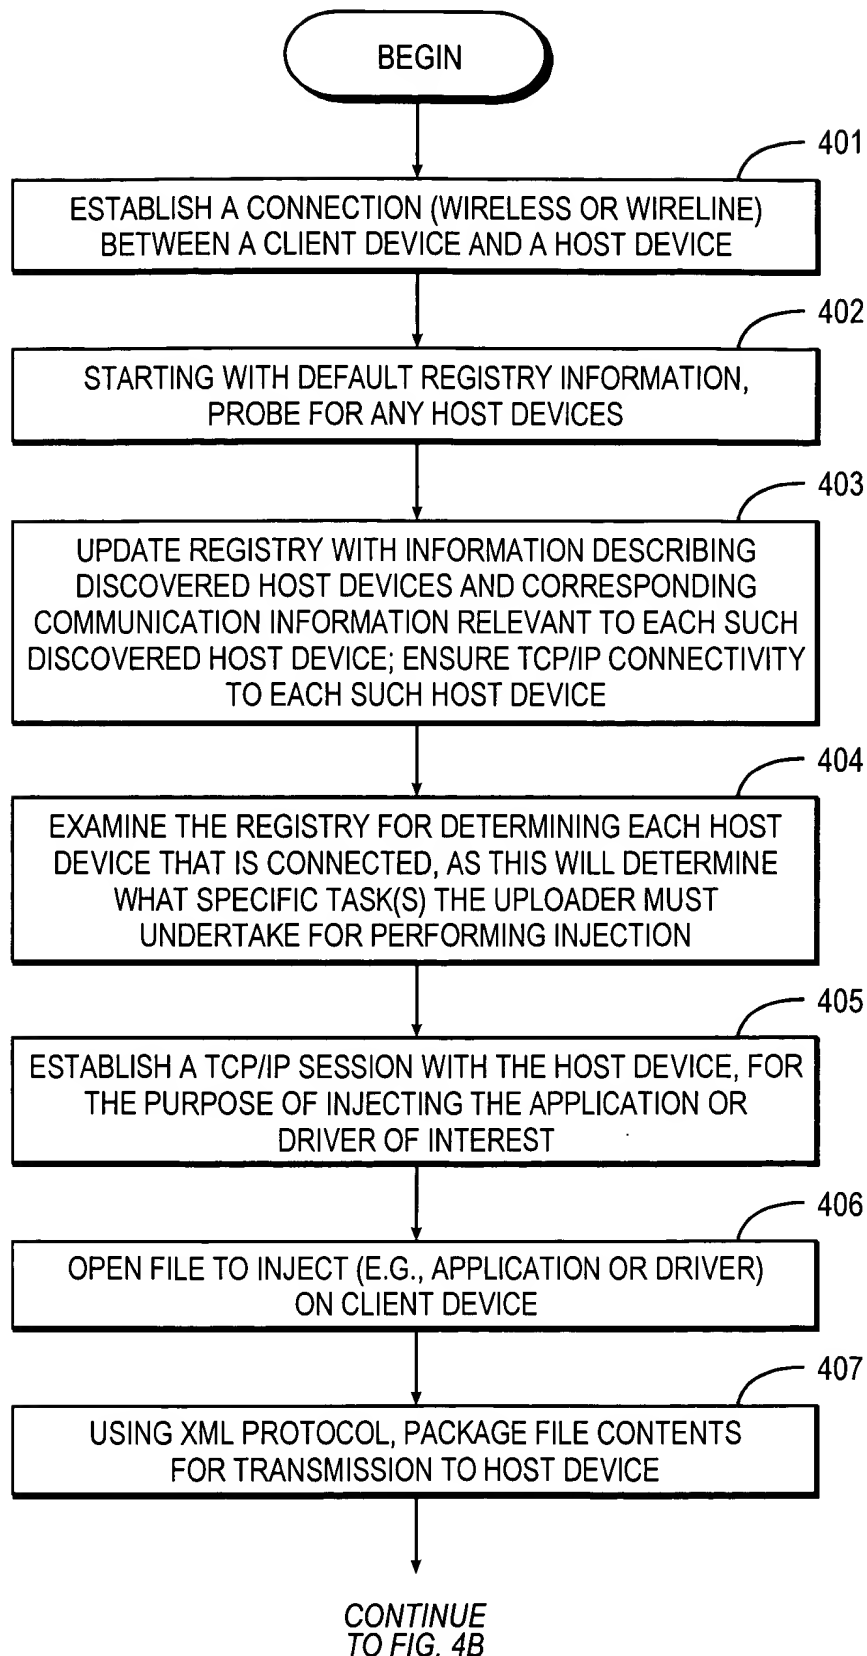 BEGIN
401
ESTABLISH A CONNECTION (WIRELESS OR WIRELINE)
BETWEEN A CLIENT DEVICE AND A HOST DEVICE
402
STARTING WITH DEFAULT REGISTRY INFORMATION,
PROBE FOR ANY HOST DEVICES
403
UPDATE REGISTRY WITH INFORMATION DESCRIBING
DISCOVERED HOST DEVICES AND CORRESPONDING
COMMUNICATION INFORMATION RELEVANT TO EACH SUCH
DISCOVERED HOST DEVICE; ENSURE TCP/IP CONNECTIVITY
TO EACH SUCH HOST DEVICE
404
EXAMINE THE REGISTRY FOR DETERMINING EACH HOST
DEVICE THAT IS CONNECTED, AS THIS WILL DETERMINE
WHAT SPECIFIC TASK(S) THE UPLOADER MUST
UNDERTAKE FOR PERFORMING INJECTION
405
ESTABLISH A TCP/IP SESSION WITH THE HOST DEVICE, FOR
THE PURPOSE OF INJECTING THE APPLICATION OR
DRIVER OF INTEREST
406
OPEN FILE TO INJECT (E.G., APPLICATION OR DRIVER)
ON CLIENT DEVICE
407
USING XML PROTOCOL, PACKAGE FILE CONTENTS
FOR TRANSMISSION TO HOST DEVICE
CONTINUE
TO FIG. 4B